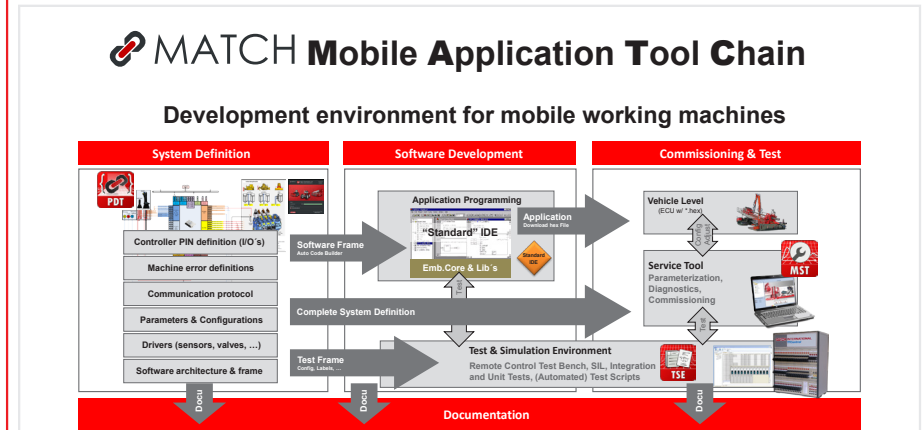 MATCH Mobile Application Tool Chain
Development environment for mobile working machines
System Definition
Software Development
Commissioning & Test
PDT
Controller PIN definition (I/O´s)
Machine error definitions
Communication protocol
Parameters & Configurations
Drivers (sensors, valves, …)
Software architecture & frame
Software Frame
Auto Code Builder
Complete System Definition
Test Frame
Config, Labels, …
Application Programming
"Standard" IDE
Emb.Core & Lib´s
Standard
IDE
Test
Application
Download hex File
Vehicle Level
(ECU w/ *.hex)
Config
Adjust
Service Tool
Parameterization,
Diagnostics,
Commissioning
MST
Test
Test & Simulation Environment
Remote Control Test Bench, SIL, Integration
and Unit Tests, (Automated) Test Scripts
TSE
Docu
Docu
Docu
Documentation